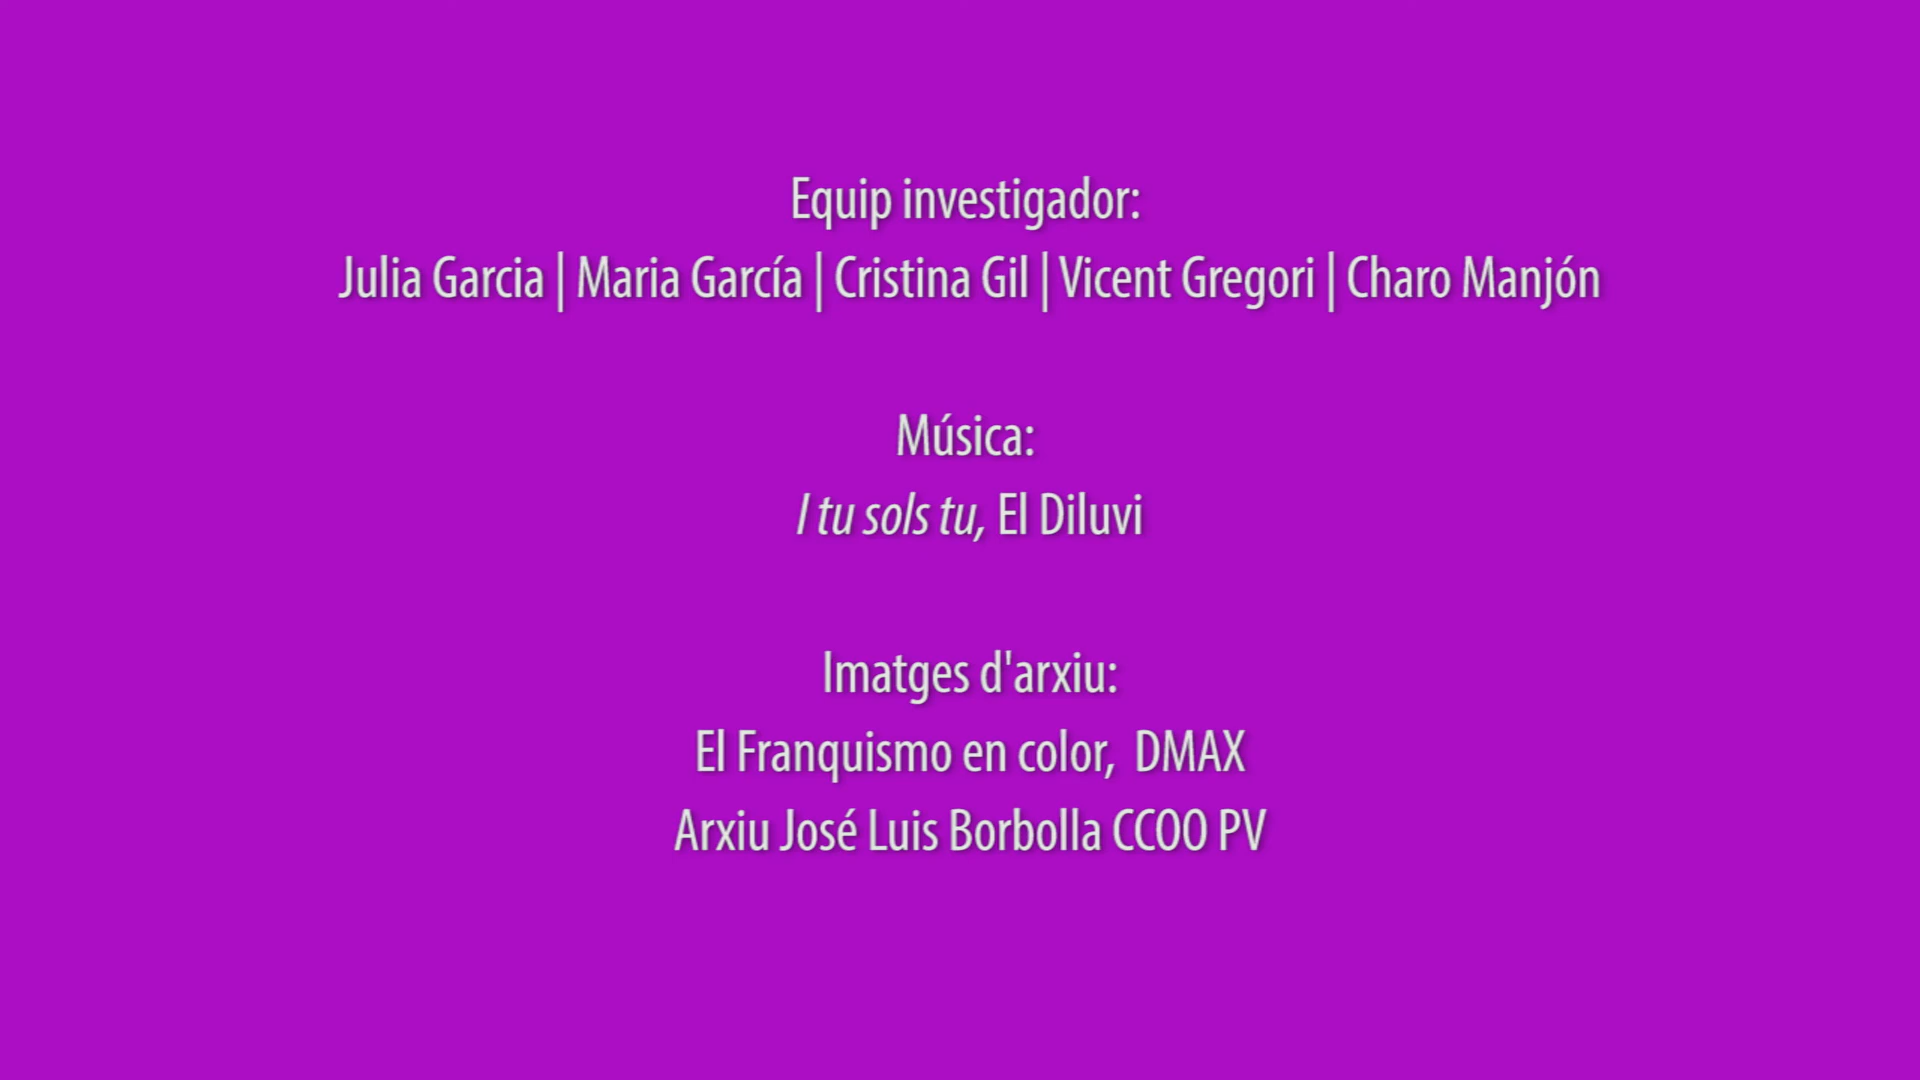 Equip investigador:
Julia Garcia | Maria García | Cristina Gil | Vicent Gregori | Charo Manjón
Música:
I tu sols tu, El Diluvi
Imatges d'arxiu:
El Franquismo en color, DMAX
Arxiu José Luis Borbolla CCOO PV